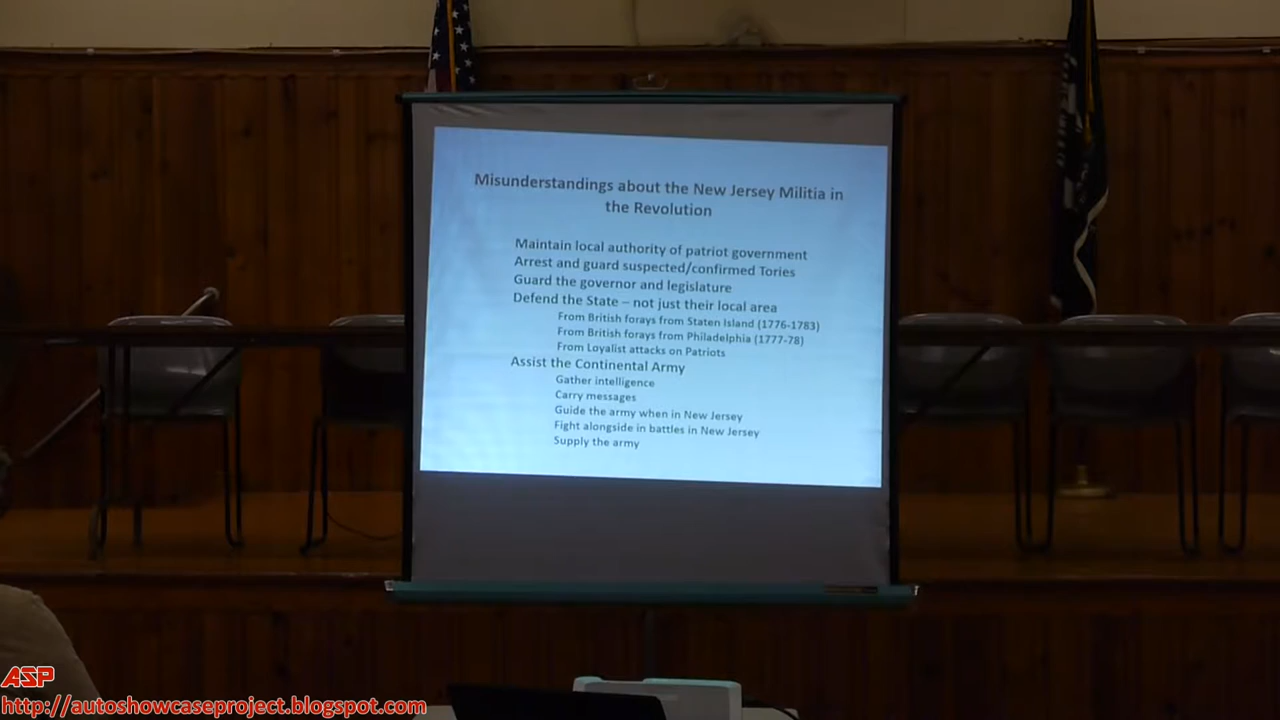 Misunderstandings about the New Jersey Militia in
the Revolution
Maintain local authority of patriot government
Arrest and guard suspected/confirmed Tories
Guard the governor and legislature
Defend the State – not just their local area
From British forays from Staten Island (1776-1783)
From British forays from Philadelphia (1777-78)
From Loyalist attacks on Patriots
Assist the Continental Army
Gather intelligence
Carry messages
Guide the army when in New Jersey
Fight alongside in battles in New Jersey
Supply the army
ASP
http://autoshowcaseproject.blogspot.com